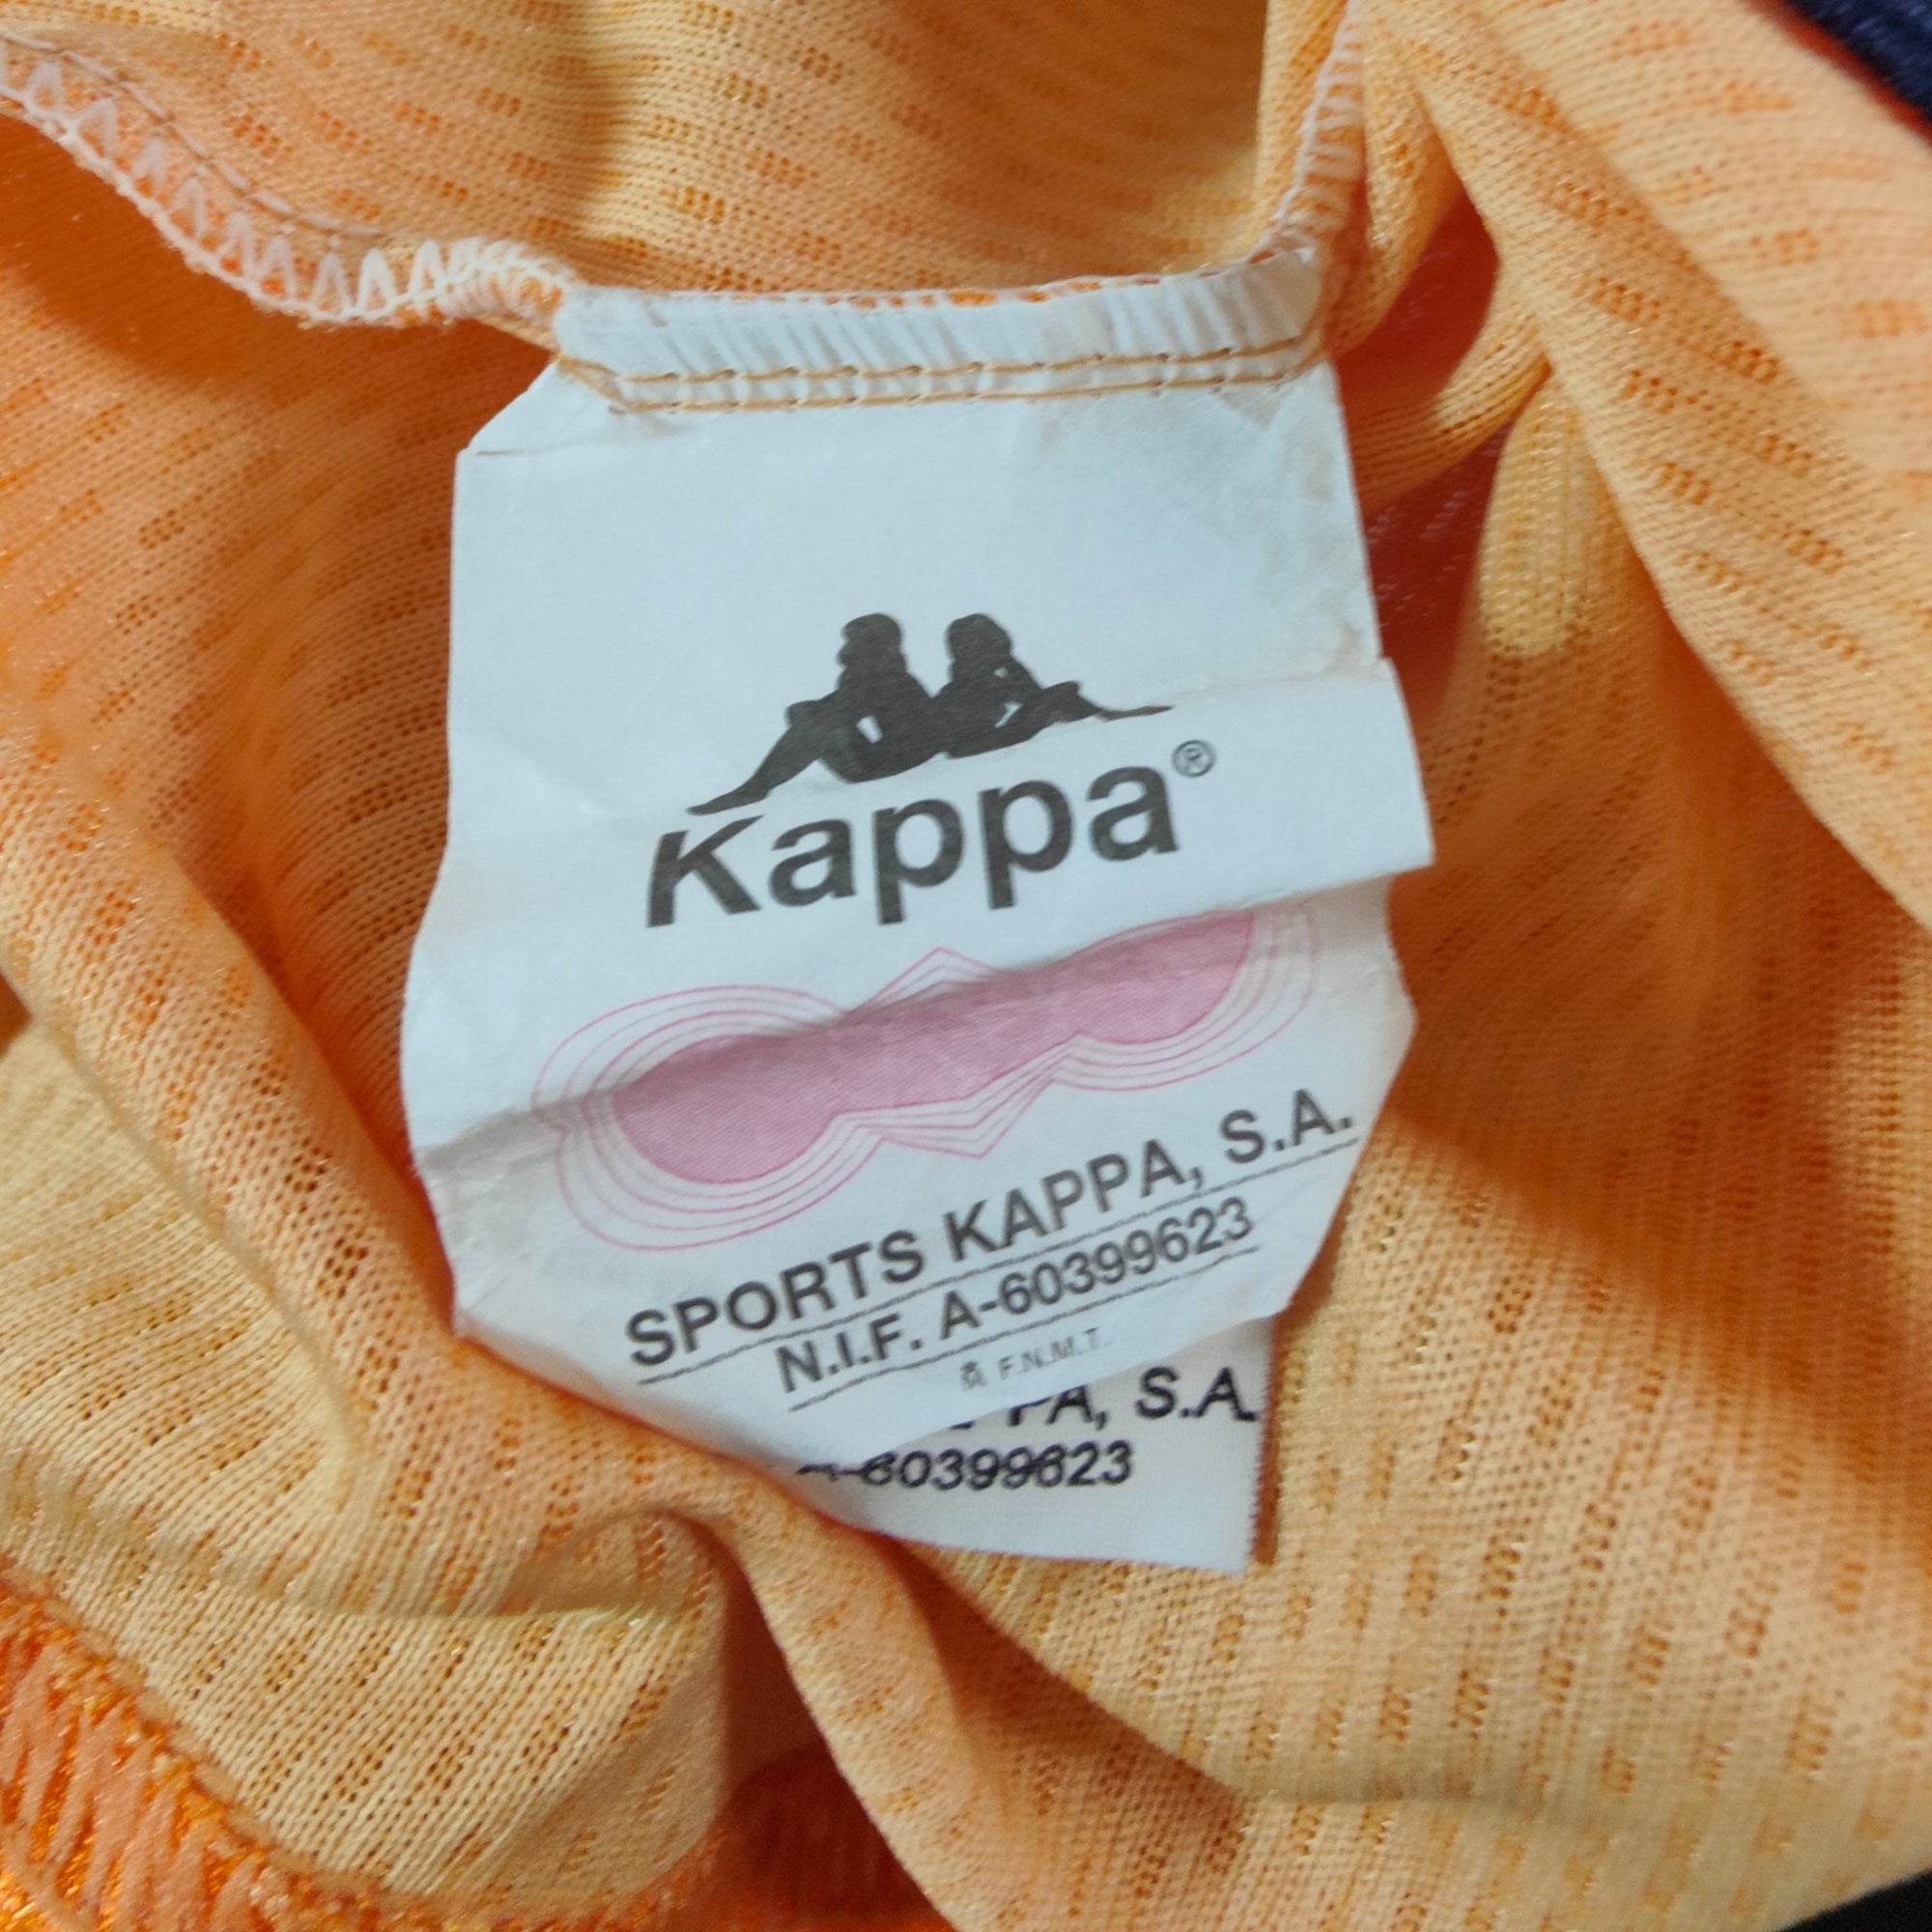 Kappa®
SPORTS KAPPA, S.A.
N.I.F. A-60399623
F.N.M.T.
PA, S.A.
A-60399623